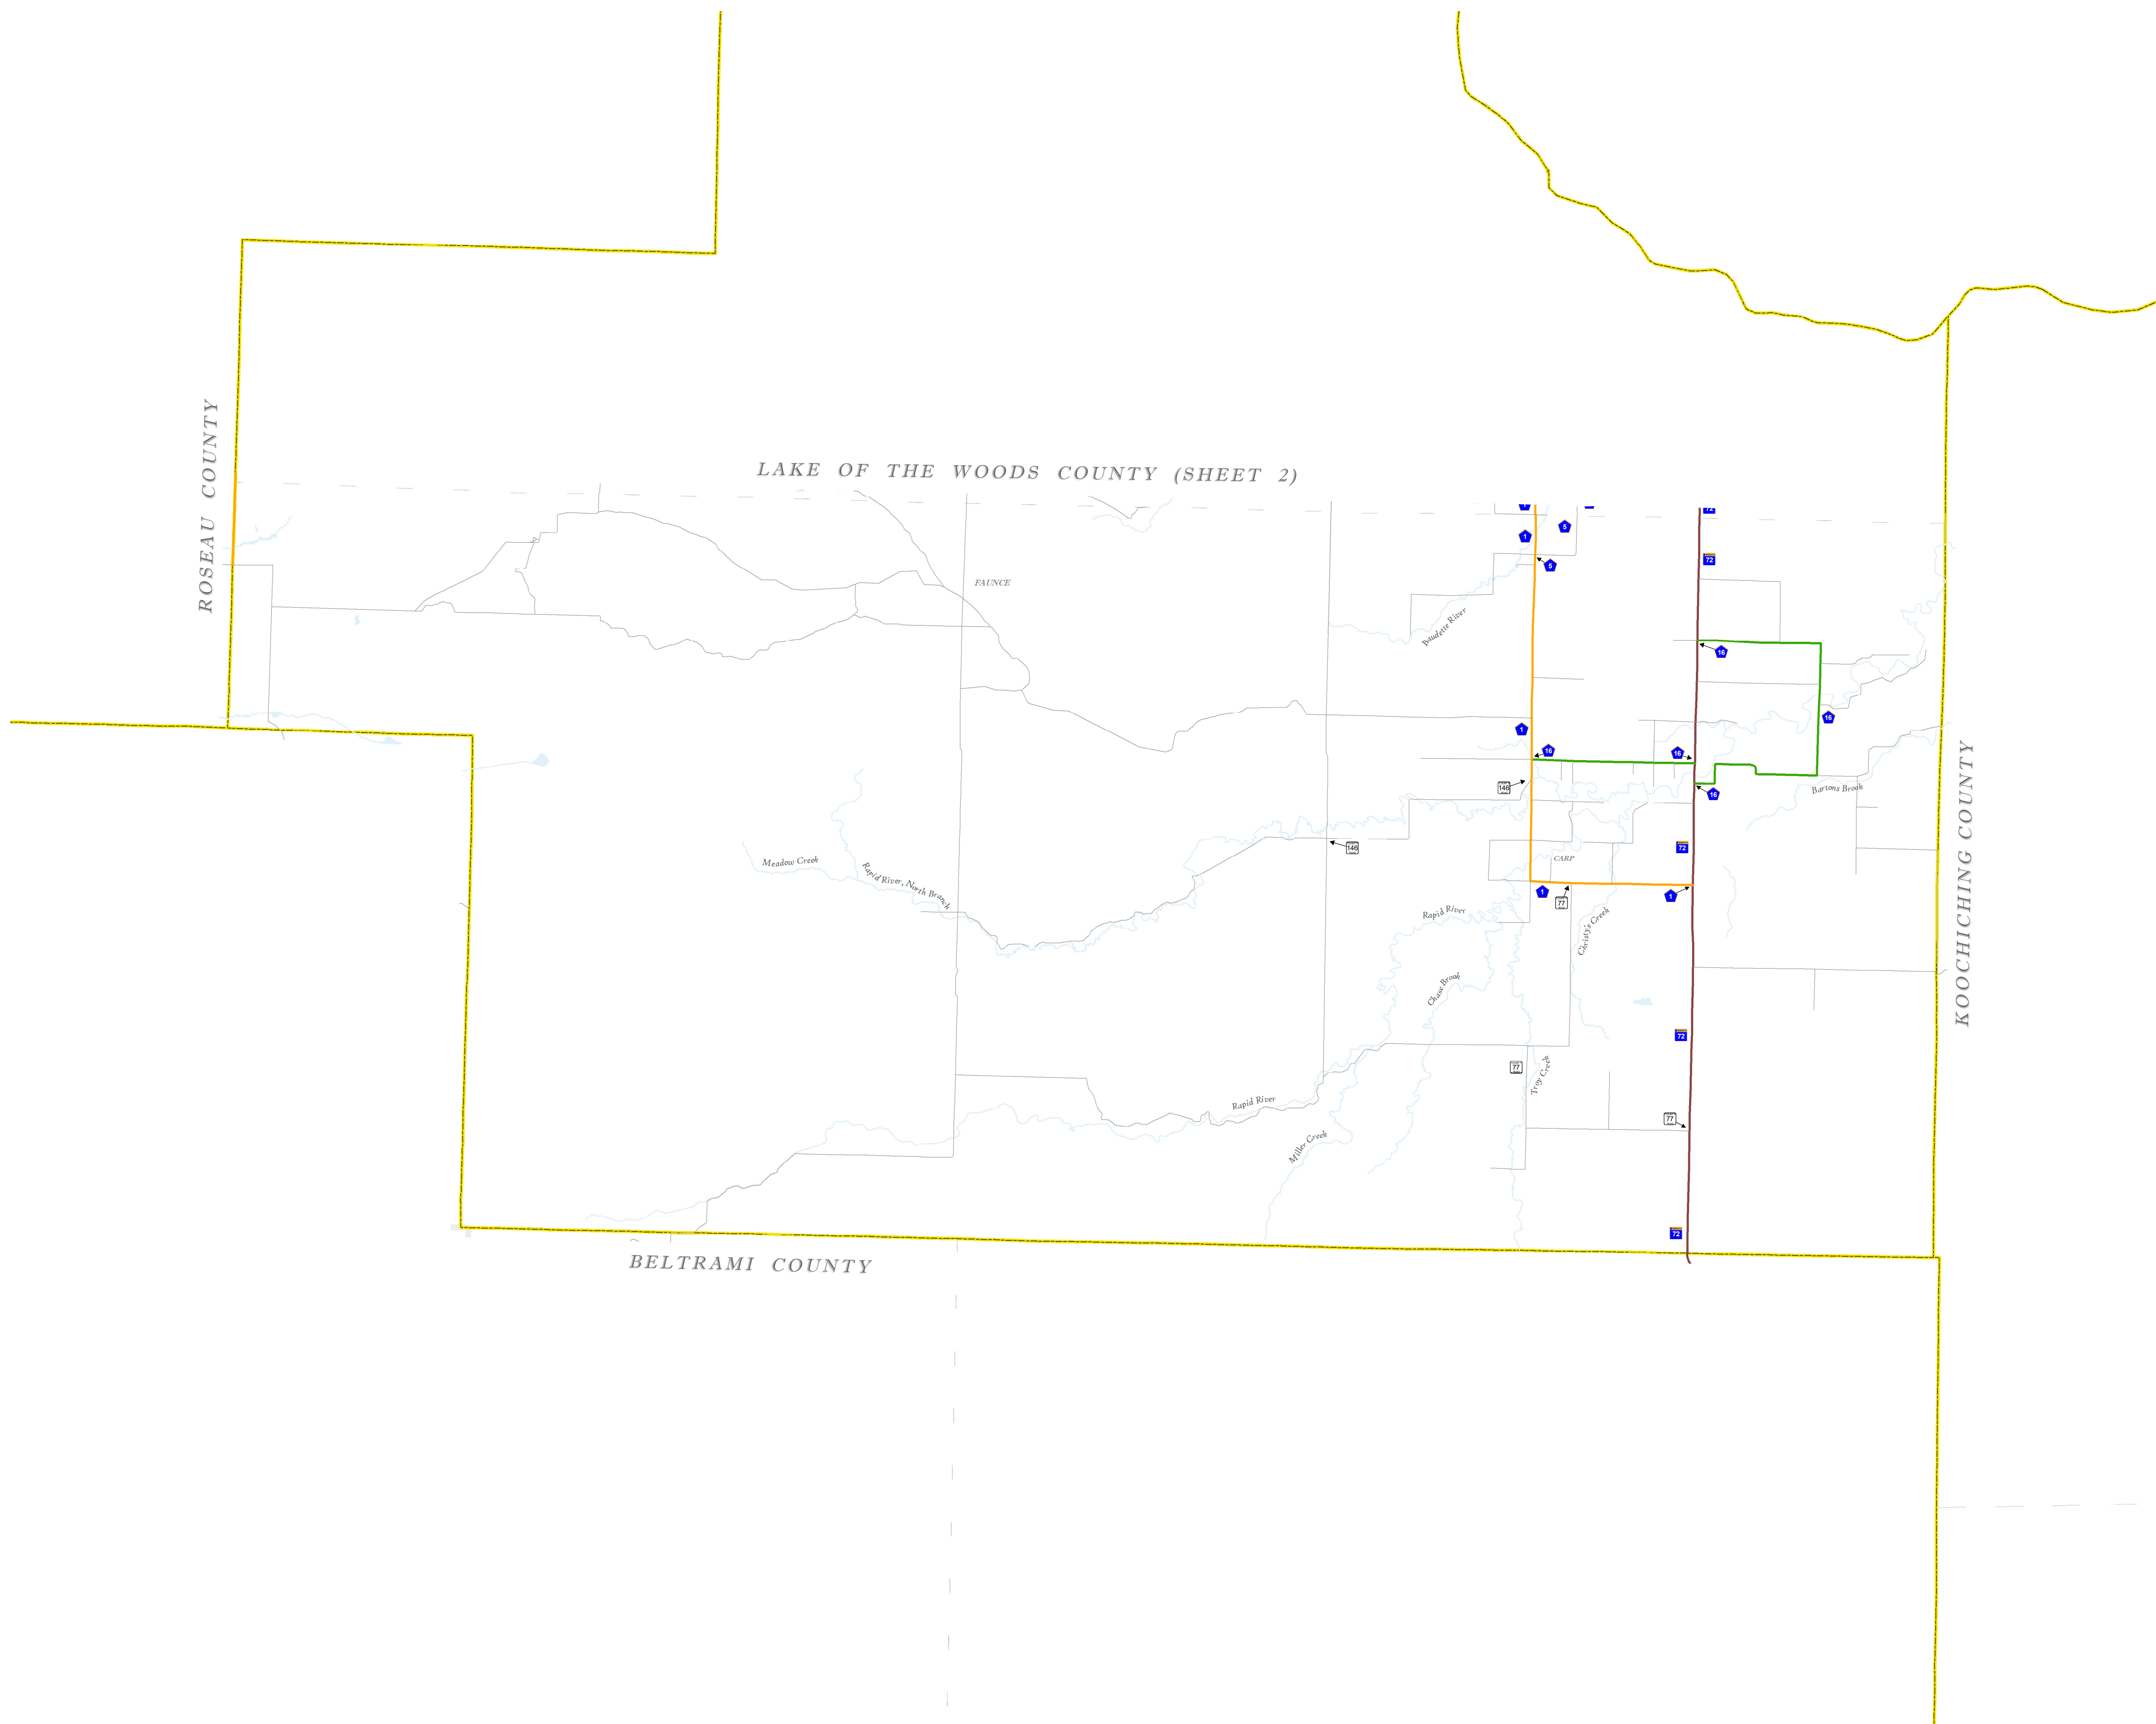 LAKE OF THE WOODS COUNTY (SHEET 2)
ROSEAU COUNTY
1
5
72
1
72
5
FAUNCE
Baudette River
16
16
1
16
16
146
Bartons Brook
16
KOOCHICHING COUNTY
72
146
CARP
Meadow Creek
Rapid River, North Branch
1
1
77
Rapid River
Christy's Creek
Chase Brook
72
77
Troy Creek
Rapid River
77
Miller Creek
72
BELTRAMI COUNTY